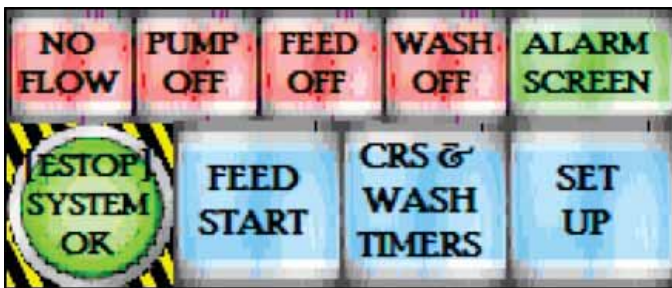 NO
FLOW
PUMP
OFF
FEED
OFF
WASH
OFF
ALARM
SCREEN
[ESTOP]
SYSTEM
OK
FEED
START
CRS &
WASH
TIMERS
SET
UP